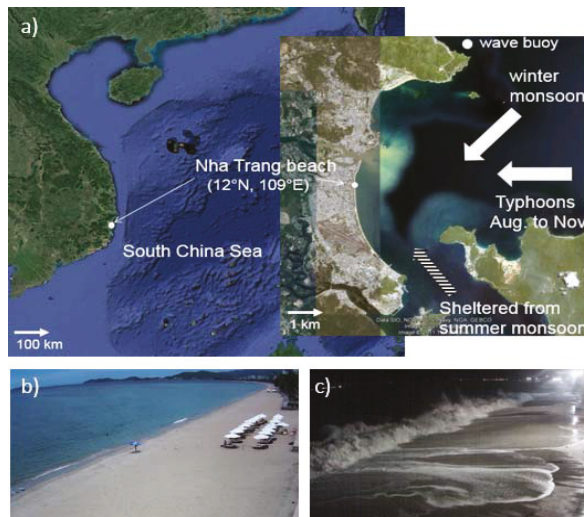 a)
wave buoy
winter
monsoon
Nha Trang beach
(12°N, 109°E)
Typhoons
Aug. to Nov
South China Sea
Sheltered from
summer monsoon
100 km
1 km
b)
c)